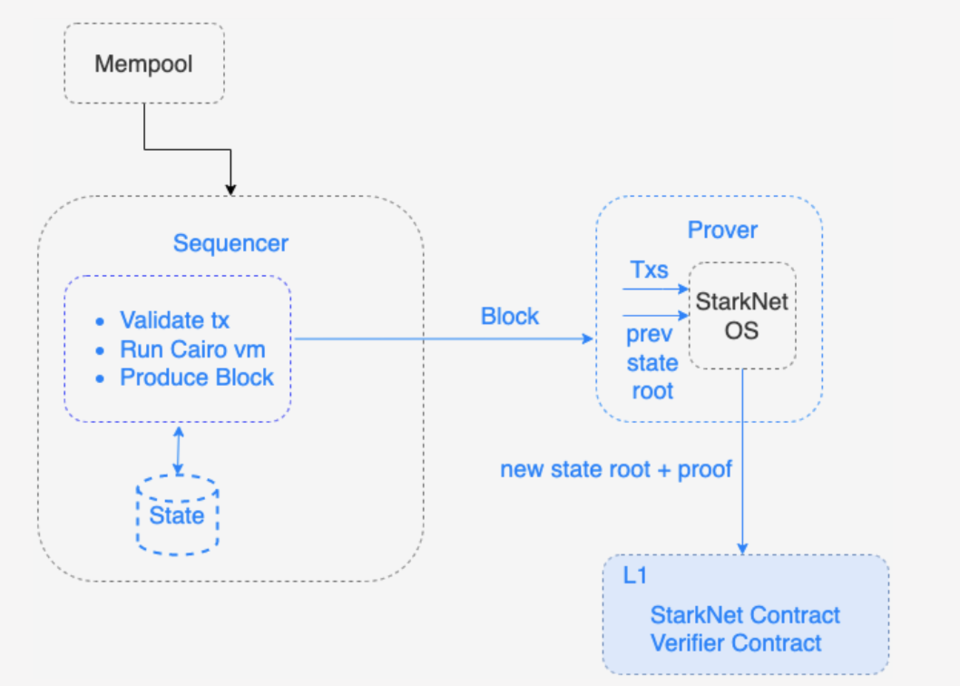 Mempool
Sequencer
• Validate tx
• Run Cairo vm
• Produce Block
State
Block
Prover
Txs
prev
state
root
StarkNet
OS
new state root + proof
L1
StarkNet Contract
Verifier Contract